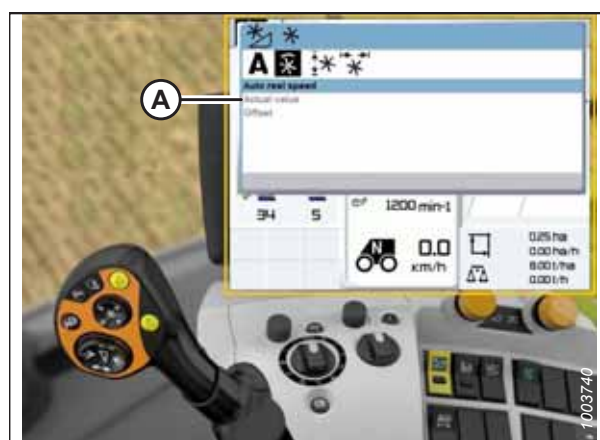 A
Auto reel speed
Actual value
Offset
A
34
5
1200 min-1
N
0.0
km/h
0.25 ha
0.00 ha/h
8.00 t/ha
0.00 t/h
1003740